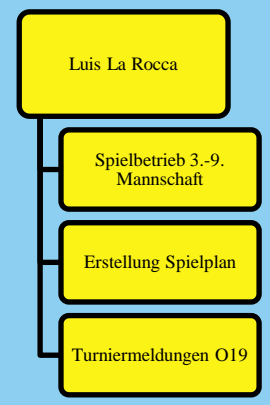 Luis La Rocca
Spielbetrieb 3.-9.
Mannschaft
Erstellung Spielplan
Turniermeldungen O19